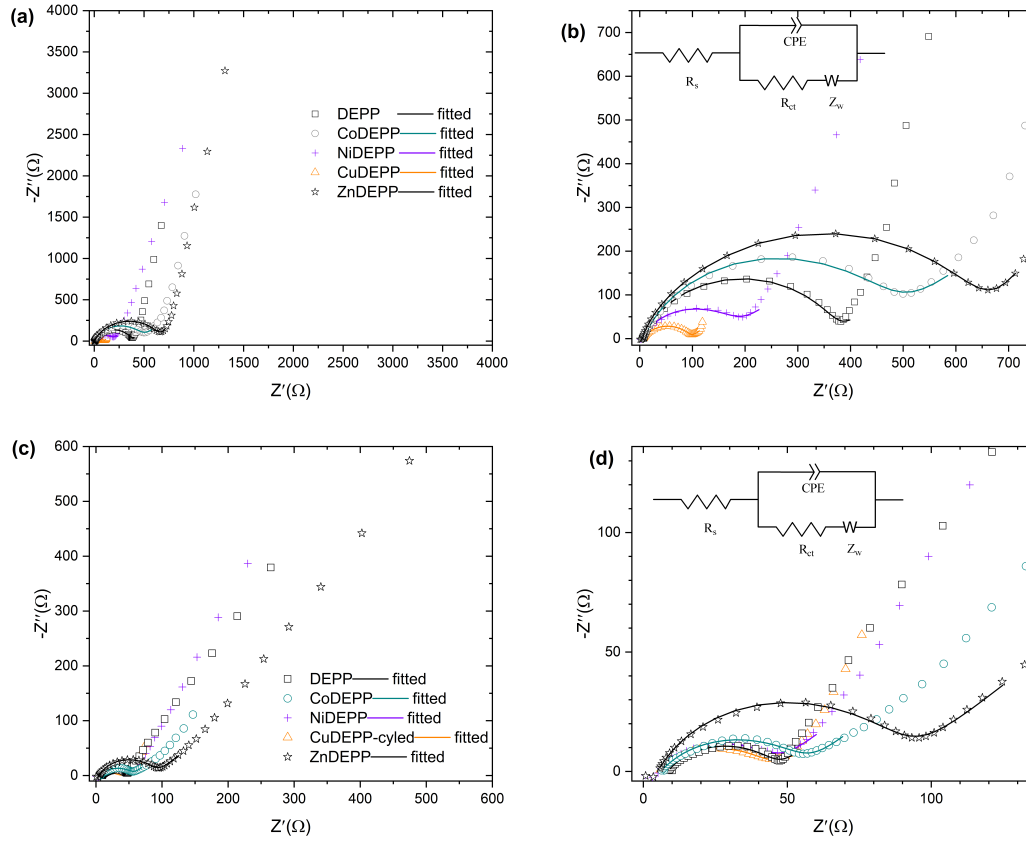 (a)
4000
3500
3000
2500
2000
1500
1000
500
0
-Z′′(Ω)
DEPP fitted
CoDEPP fitted
NiDEPP fitted
CuDEPP fitted
ZnDEPP fitted
0 500 1000 1500 2000 2500 3000 3500 4000
Z′(Ω)
(b)
700
600
500
400
300
200
100
0
-Z′′(Ω)
CPE
Rs
Rct
Zw
0 100 200 300 400 500 600 700
Z′(Ω)
(c)
600
500
400
300
200
100
0
-Z′′(Ω)
DEPP fitted
CoDEPP fitted
NiDEPP fitted
CuDEPP-cyled fitted
ZnDEPP fitted
0 100 200 300 400 500 600
Z′(Ω)
(d)
100
50
0
-Z′′(Ω)
CPE
Rs
Rct
Zw
0 50 100
Z′(Ω)